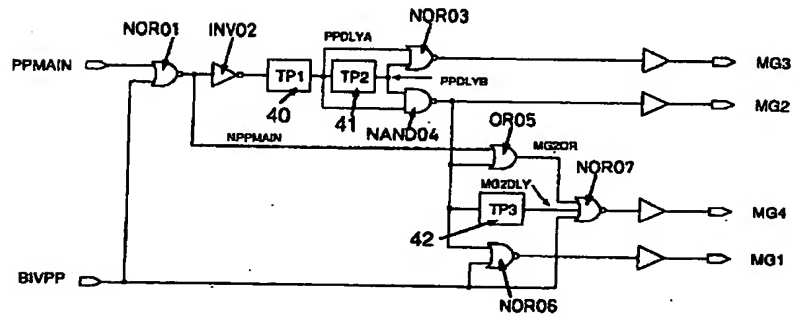 NOR01
INV02
NOR03
PPMAIN
PPDLYA
TP1
TP2
PPDLYB
MG3
40
41
NAND04
MG2
NPPMAIN
OR05
MG2OR
NOR07
MG2DLY
TP3
MG4
42
MG1
BIVPP
NOR06